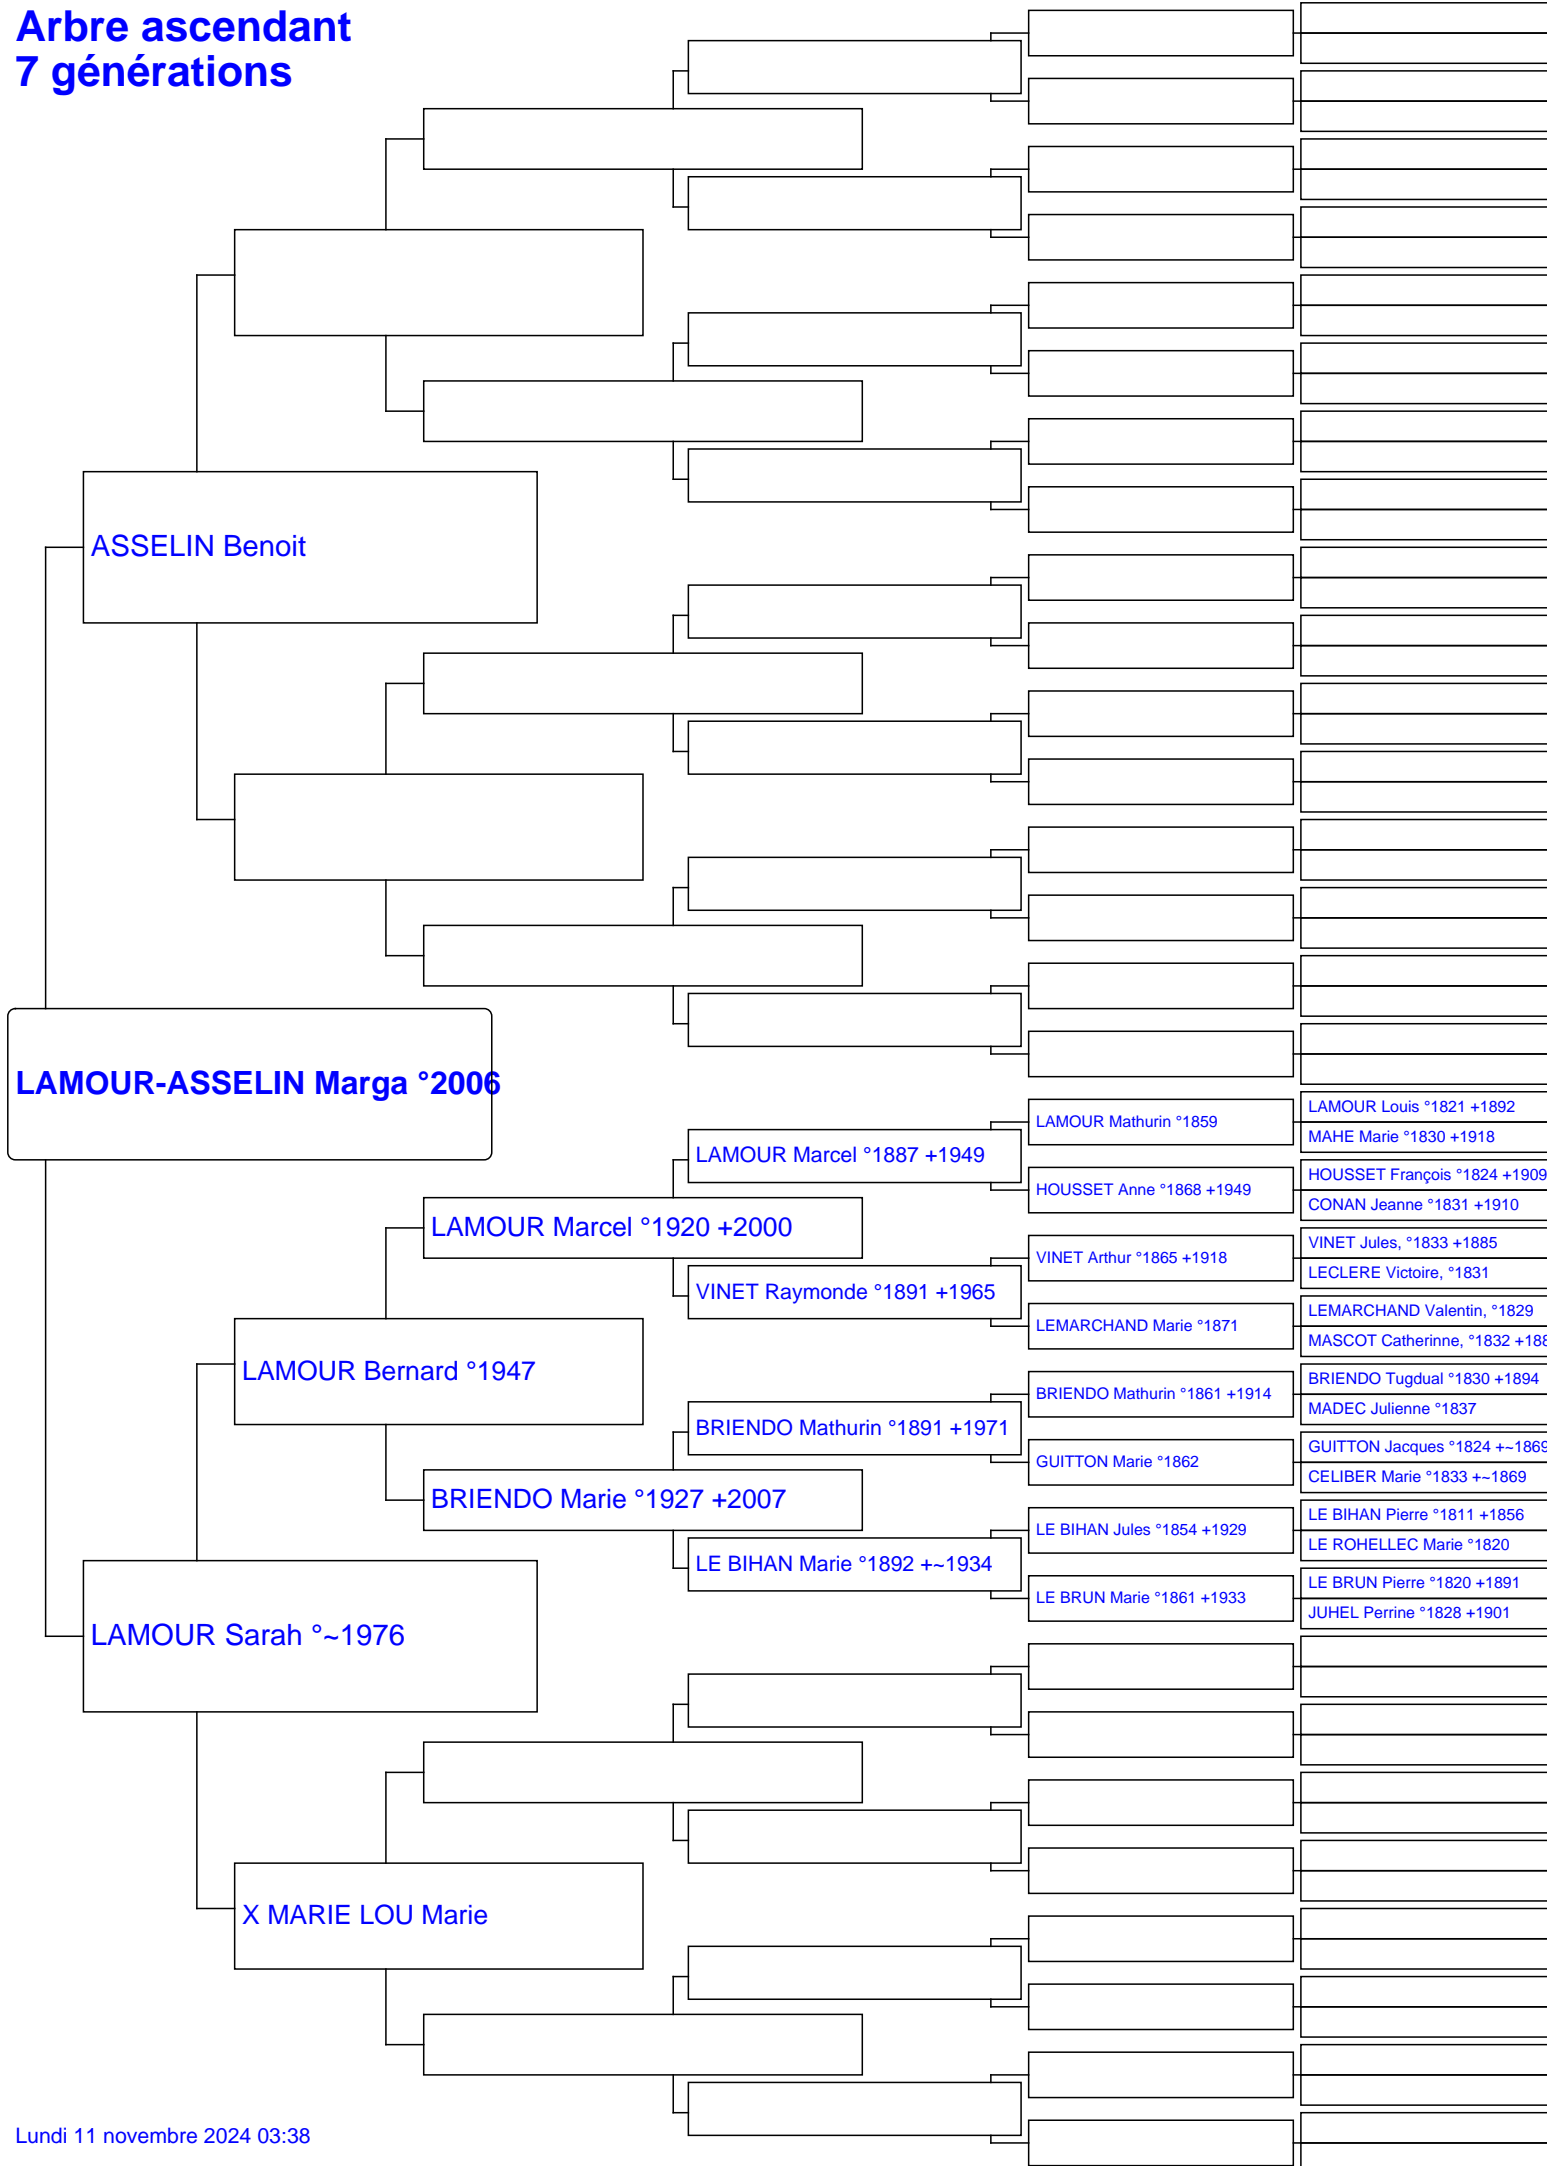 Arbre ascendant
7 générations
ASSELIN Benoit
LAMOUR-ASSELIN Marga °2006
LAMOUR Sarah °~1976
LAMOUR Bernard °1947
X MARIE LOU Marie
LAMOUR Marcel °1920 +2000
BRIENDO Marie °1927 +2007
LAMOUR Marcel °1887 +1949
VINET Raymonde °1891 +1965
BRIENDO Mathurin °1891 +1971
LE BIHAN Marie °1892 +~1934
LAMOUR Mathurin °1859
HOUSSET Anne °1868 +1949
VINET Arthur °1865 +1918
LEMARCHAND Marie °1871
BRIENDO Mathurin °1861 +1914
GUITTON Marie °1862
LE BIHAN Jules °1854 +1929
LE BRUN Marie °1861 +1933
LAMOUR Louis °1821 +1892
MAHE Marie °1830 +1918
HOUSSET François °1824 +1909
CONAN Jeanne °1831 +1910
VINET Jules, °1833 +1885
LECLERE Victoire, °1831
LEMARCHAND Valentin, °1829
MASCOT Catherinne, °1832
BRIENDO Tugdual °1830 +1894
MADEC Julienne °1837
GUITTON Jacques °1824 +~1869
CELIBER Marie °1833 +~1869
LE BIHAN Pierre °1811 +1856
LE ROHELLEC Marie °1820
LE BRUN Pierre °1820 +1891
JUHEL Perrine °1828 +1901
Lundi 11 novembre 2024 03:38